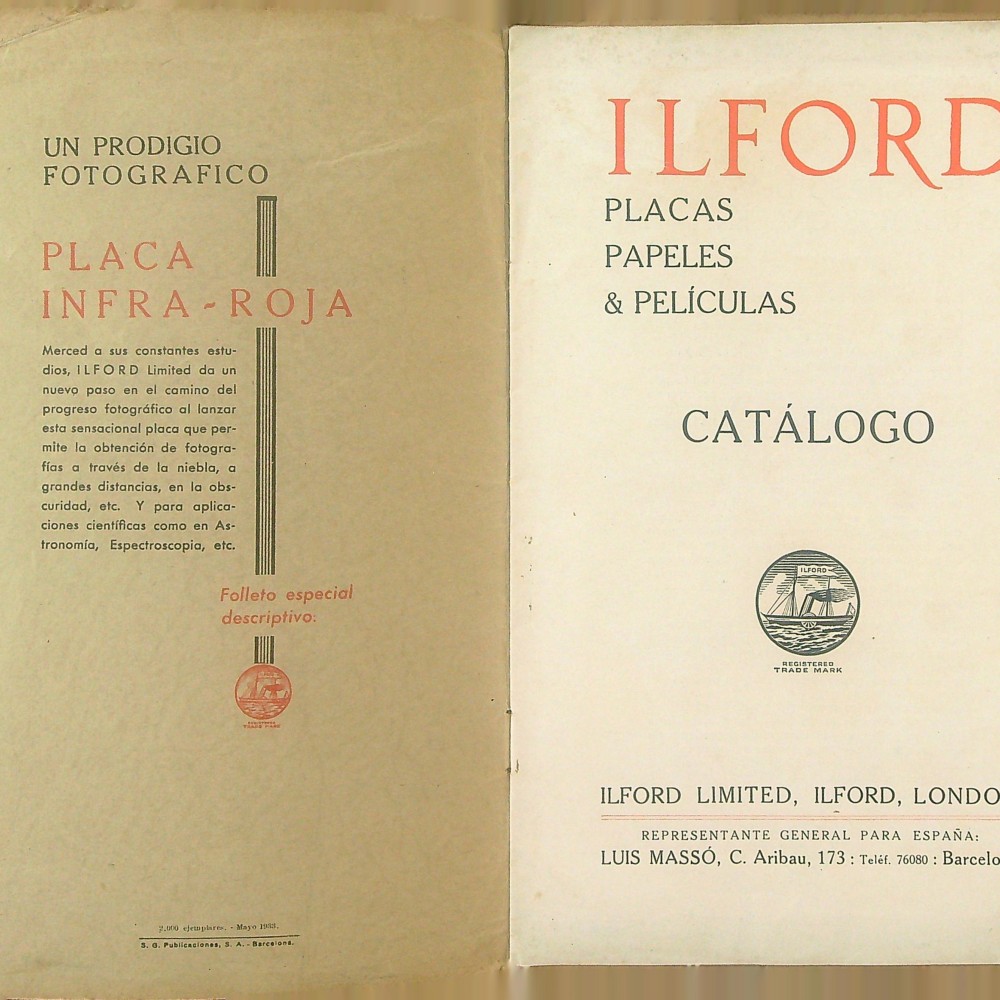 UN PRODIGIO
FOTOGRAFICO
PLACA
INFRA-ROJA
Merced a sus constantes estu-
dios, ILFORD Limited da un
nuevo paso en el camino del
progreso fotográfico al lanzar
esta sensacional placa que per-
mite la obtención de fotogra-
fías a través de la niebla, a
grandes distancias, en la obs-
curidad, etc. Y para aplica-
ciones científicas como en As-
tronomía, Espectroscopia, etc.
Folleto especial
descriptivo:
REGISTERED
TRADE MARK
2,000 ejemplares. - Mayo 1933.
S. G. Publicaciones, S. A. - Barcelona.
ILFORD
PLACAS
PAPELES
& PELÍCULAS
CATÁLOGO
ILFORD
REGISTERED
TRADE MARK
ILFORD LIMITED, ILFORD, LONDO
REPRESENTANTE GENERAL PARA ESPAÑA:
LUIS MASSÓ, C. Aribau, 173 : Teléf. 76080 : Barcelo